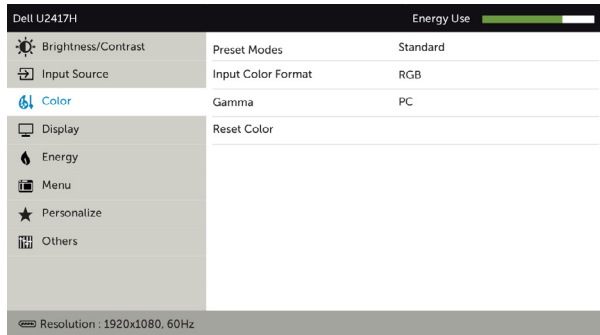 Dell U2417H Energy Use
Brightness/Contrast
Input Source
Color
Display
Energy
Menu
Personalize
Others
Preset Modes Standard
Input Color Format RGB
Gamma PC
Reset Color
Resolution : 1920x1080, 60Hz